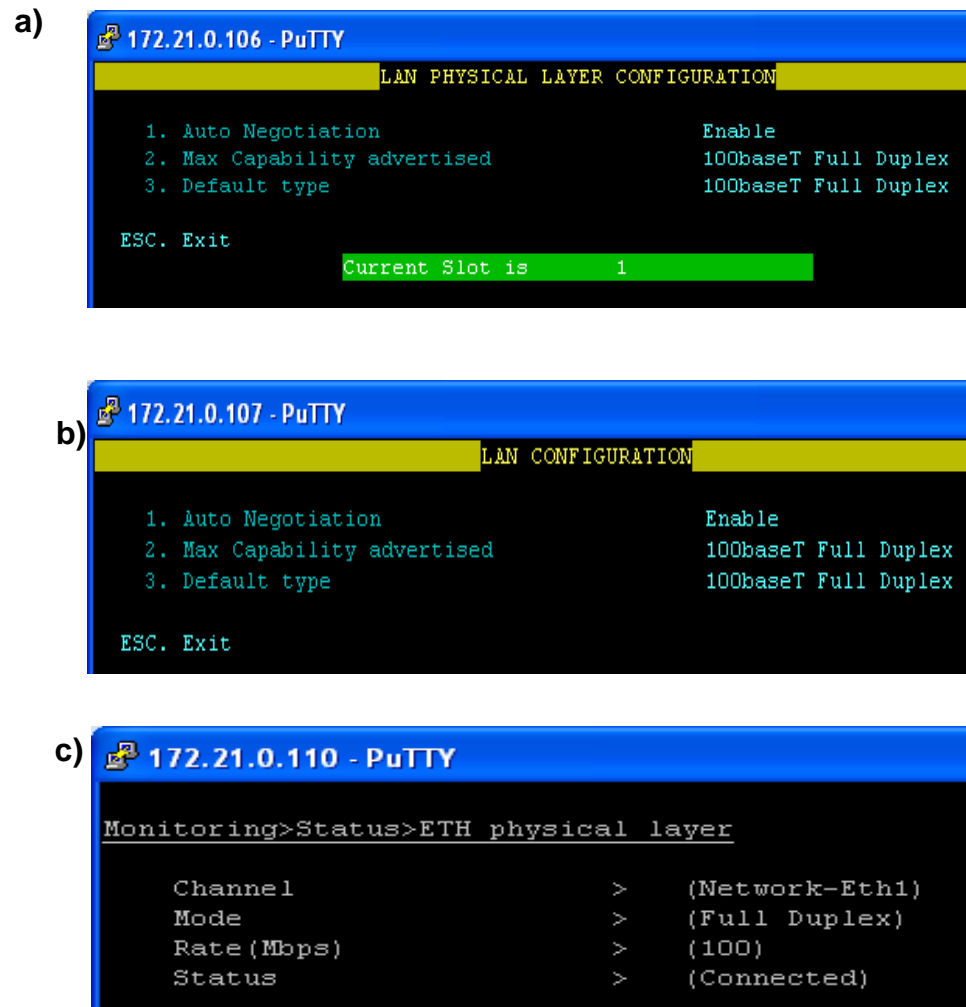 a)
172.21.0.106 - PuTTY
LAN PHYSICAL LAYER CONFIGURATION
1. Auto Negotiation Enable
2. Max Capability advertised 100baseT Full Duplex
3. Default type 100baseT Full Duplex
ESC. Exit
Current Slot is 1
b)
172.21.0.107 - PuTTY
LAN CONFIGURATION
1. Auto Negotiation Enable
2. Max Capability advertised 100baseT Full Duplex
3. Default type 100baseT Full Duplex
ESC. Exit
c)
172.21.0.110 - PuTTY
Monitoring>Status>ETH physical layer
Channel > (Network-Eth1)
Mode > (Full Duplex)
Rate(Mbps) > (100)
Status > (Connected)